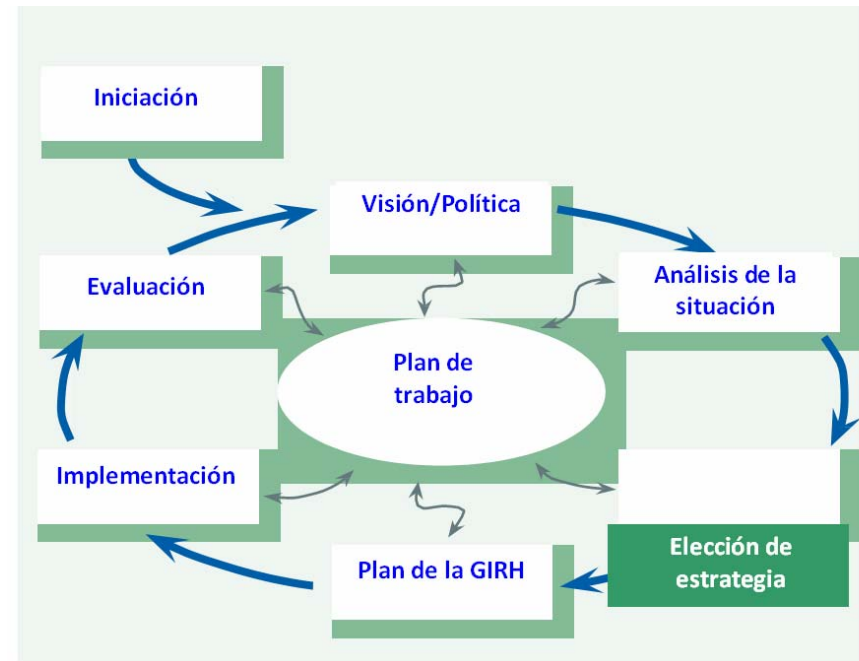 Iniciación
Visión/Política
Evaluación
Análisis de la
situación
Plan de
trabajo
Implementación
Elección de
estrategia
Plan de la GIRH